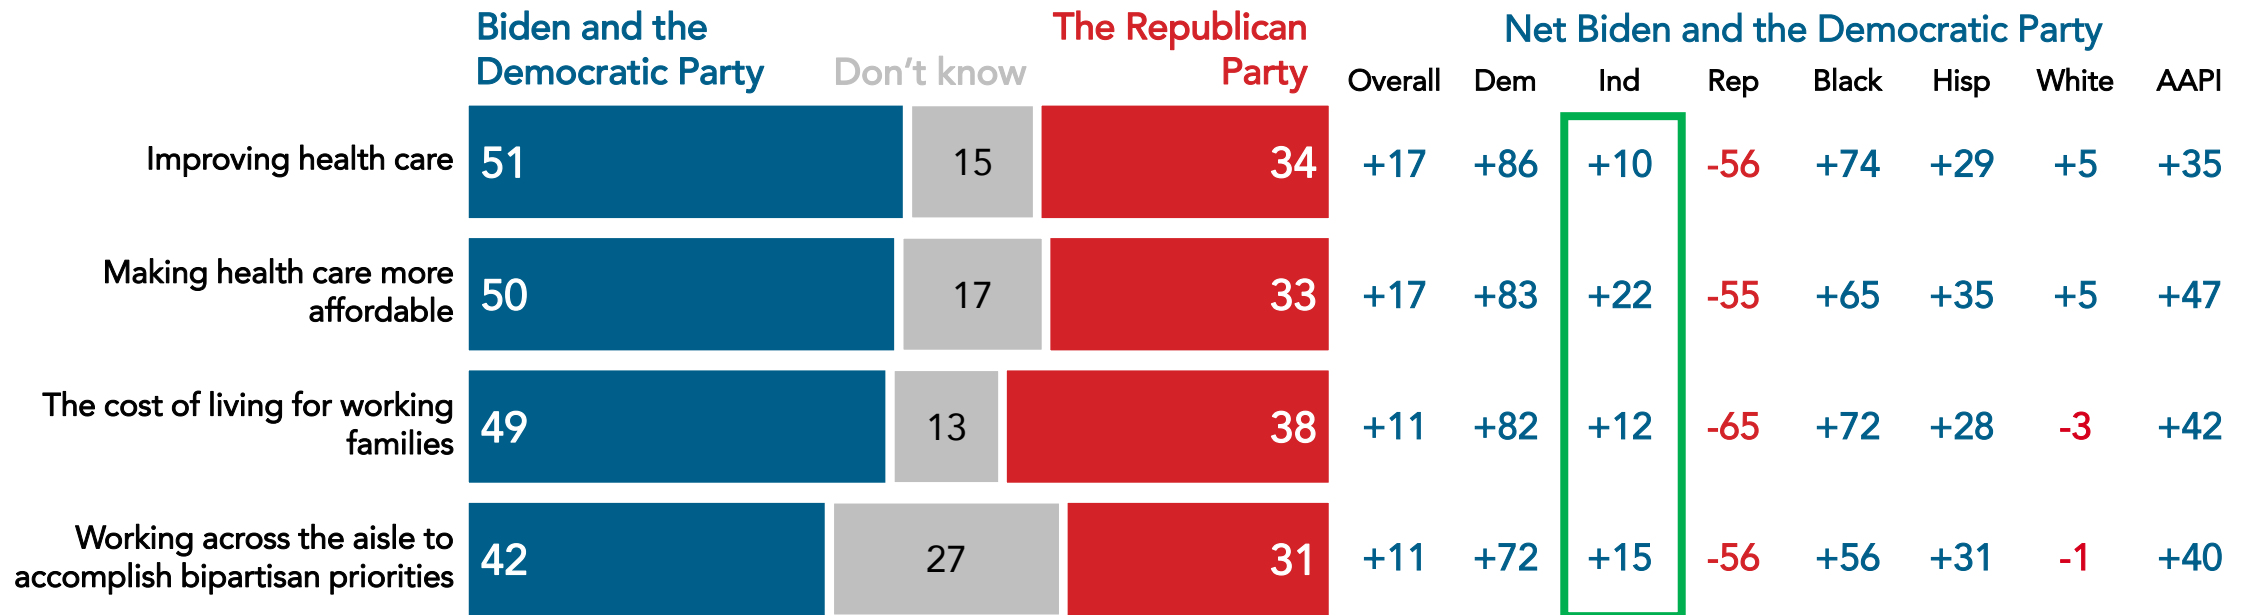 Biden and the
Democratic Party
Don't know
The Republican
Party
Net Biden and the Democratic Party
Overall Dem Ind Rep Black Hisp White AAPI
Improving health care 51 15 34 +17 +86 +10 -56 +74 +29 +5 +35
Making health care more
affordable
50 17 33 +17 +83 +22 -55 +65 +35 +5 +47
The cost of living for working
families
49 13 38 +11 +82 +12 -65 +72 +28 -3 +42
Working across the aisle to
accomplish bipartisan priorities
42 27 31 +11 +72 +15 -56 +56 +31 -1 +40